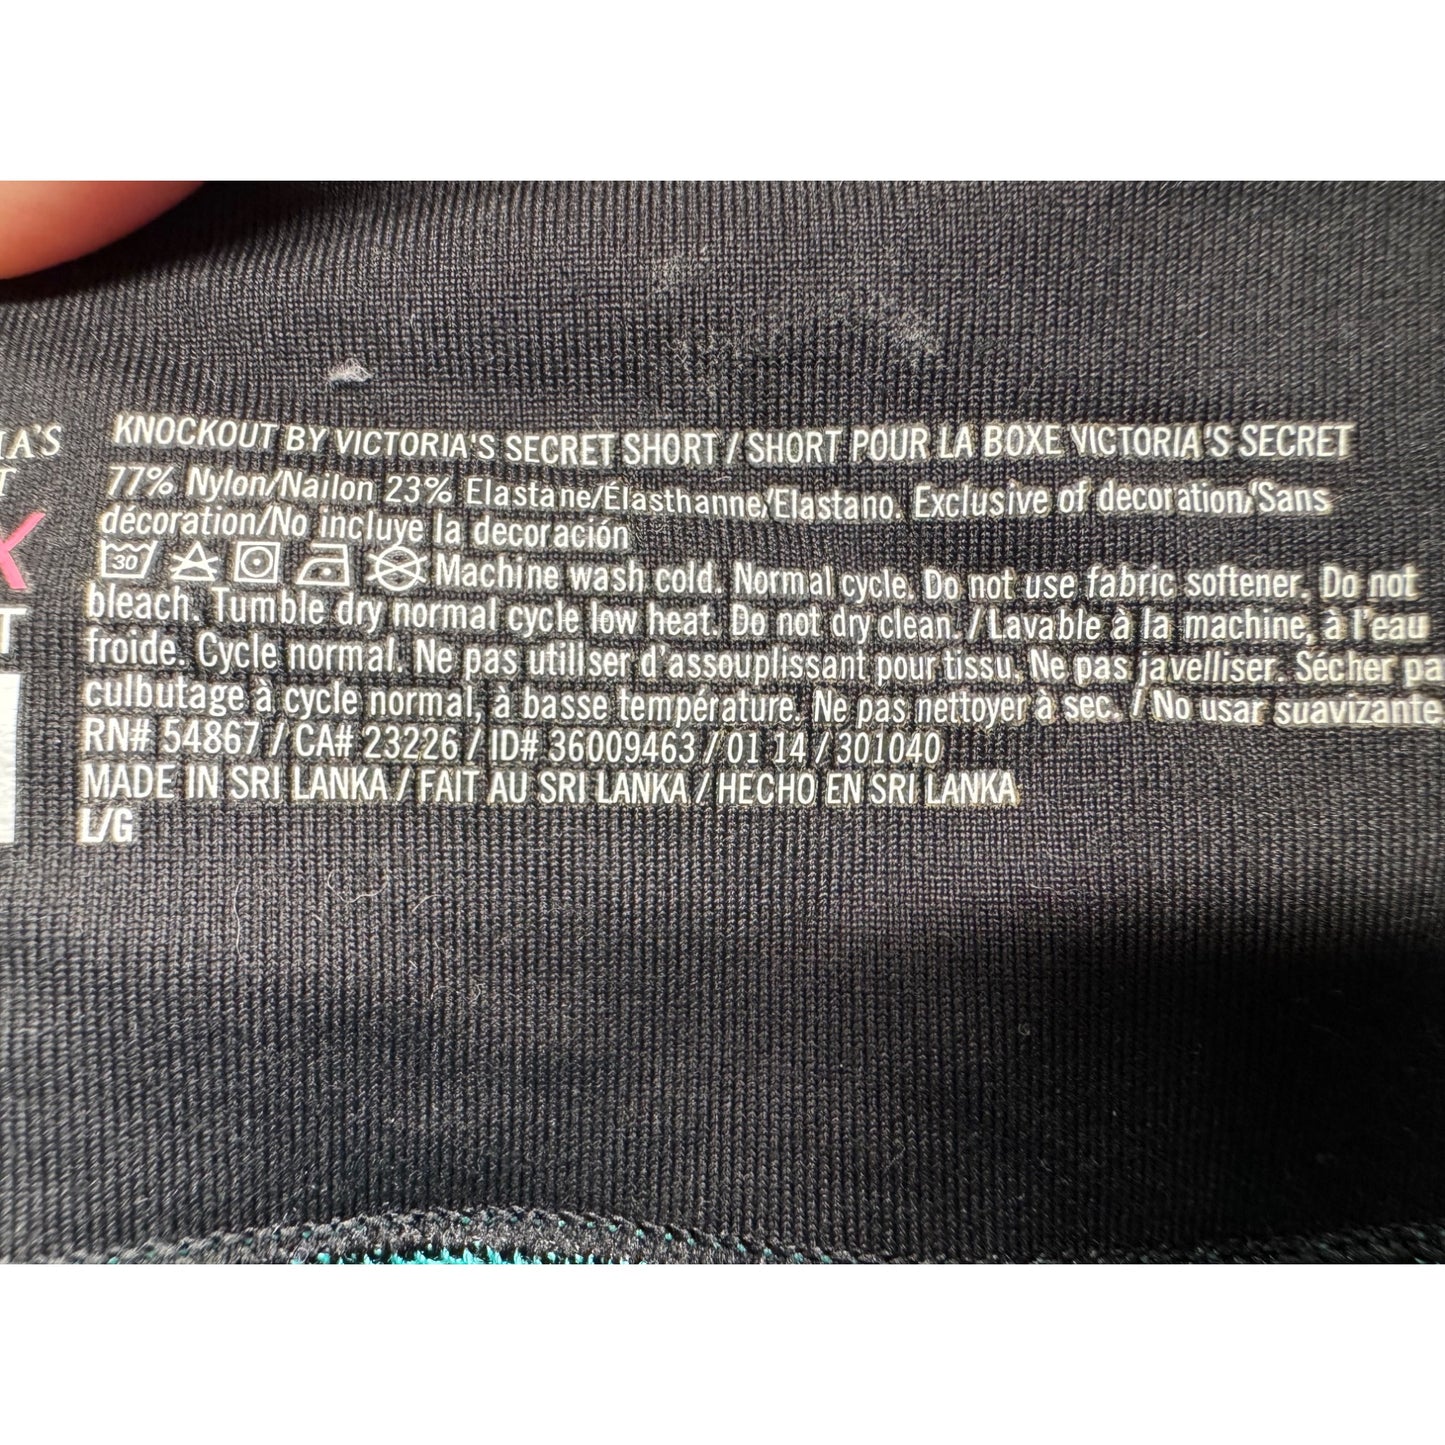 IA'S
T
K
T
KNOCKOUT BY VICTORIA'S SECRET SHORT / SHORT POUR LA BOXE VICTORIA'S SECRET
77% Nylon/Nailon 23% Elastane/Élasthanne/Elastano. Exclusive of decoration/Sans
décoration/No incluye la decoración
30 Machine wash cold. Normal cycle. Do not use fabric softener. Do not
bleach. Tumble dry normal cycle low heat. Do not dry clean. / Lavable à la machine, à l'eau
froide. Cycle normal. Ne pas utiliser d'assouplissant pour tissu. Ne pas javelliser. Sécher pa
culbutage à cycle normal, à basse température. Ne pas nettoyer à sec. / No usar suavizante
RN# 54867 / CA# 23226 / ID# 36009463 / 01 14 / 301040
MADE IN SRI LANKA / FAIT AU SRI LANKA / HECHO EN SRI LANKA
L/G